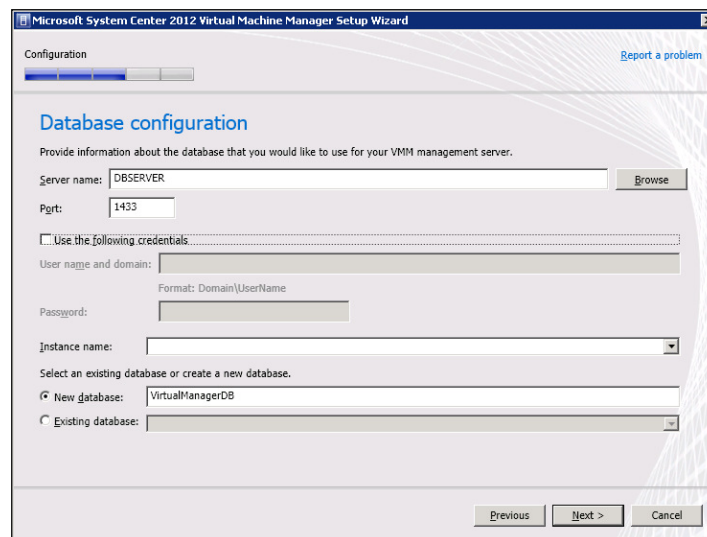 Microsoft System Center 2012 Virtual Machine Manager Setup Wizard
Configuration
Report a problem
Database configuration
Provide information about the database that you would like to use for your VMM management server.
Server name: DBSERVER Browse
Port: 1433
Use the following credentials
User name and domain:
Format: Domain\UserName
Password:
Instance name:
Select an existing database or create a new database.
New database: VirtualManagerDB
Existing database:
Previous Next > Cancel